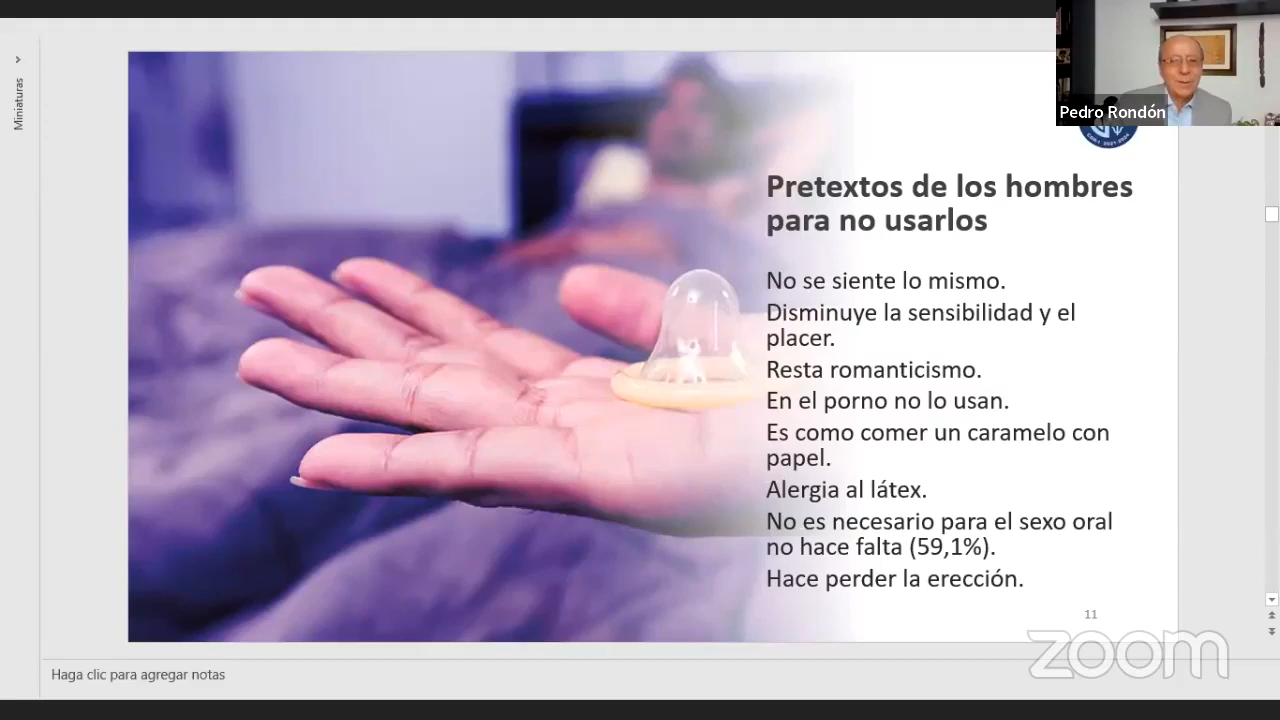 Miniaturas
Pedro Rondón
Pretextos de los hombres
para no usarlos
No se siente lo mismo.
Disminuye la sensibilidad y el
placer.
Resta romanticismo.
En el porno no lo usan.
Es como comer un caramelo con
papel.
Alergia al látex.
No es necesario para el sexo oral
no hace falta (59,1%).
Hace perder la erección.
11
zoom
Haga clic para agregar notas